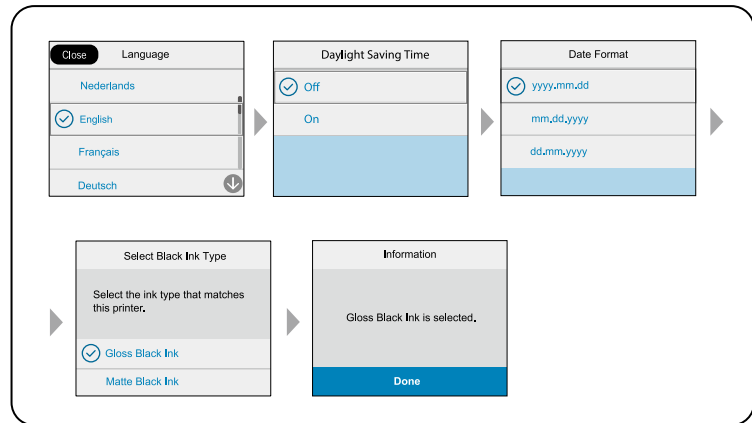 Close Language
Nederlands
English
Français
Deutsch
Daylight Saving Time
Off
On
Date Format
yyyy.mm.dd
mm.dd.yyyy
dd.mm.yyyy
Select Black Ink Type
Select the ink type that matches
this printer.
Gloss Black Ink
Matte Black Ink
Information
Gloss Black Ink is selected.
Done